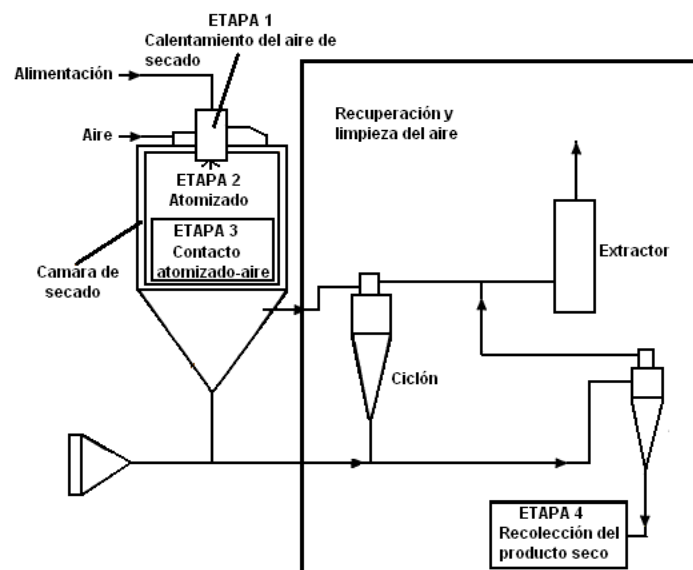 ETAPA 1
Calentamiento del aire de
secado
Alimentación
Aire
ETAPA 2
Atomizado
ETAPA 3
Contacto
atomizado-aire
Camára de
secado
Recuperación y
limpieza del aire
Extractor
Ciclón
ETAPA 4
Recolección del
producto seco